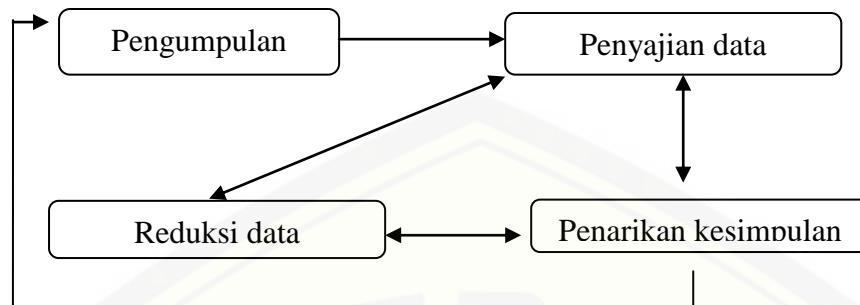 Pengumpulan
Penyajian data
Reduksi data
Penarikan kesimpulan